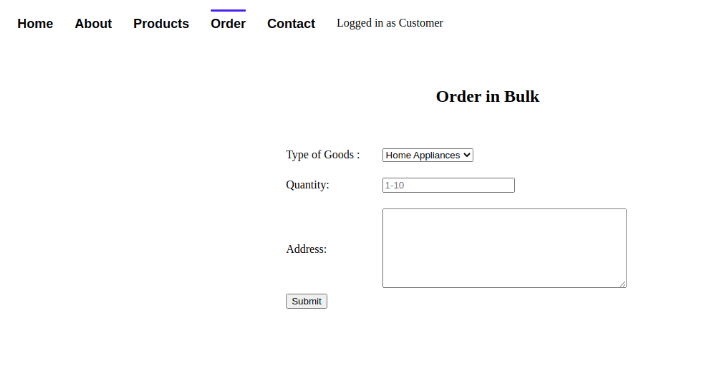 Home About Products Order Contact Logged in as Customer
Order in Bulk
Type of Goods : Home Appliances
Quantity: 1-10
Address:
Submit